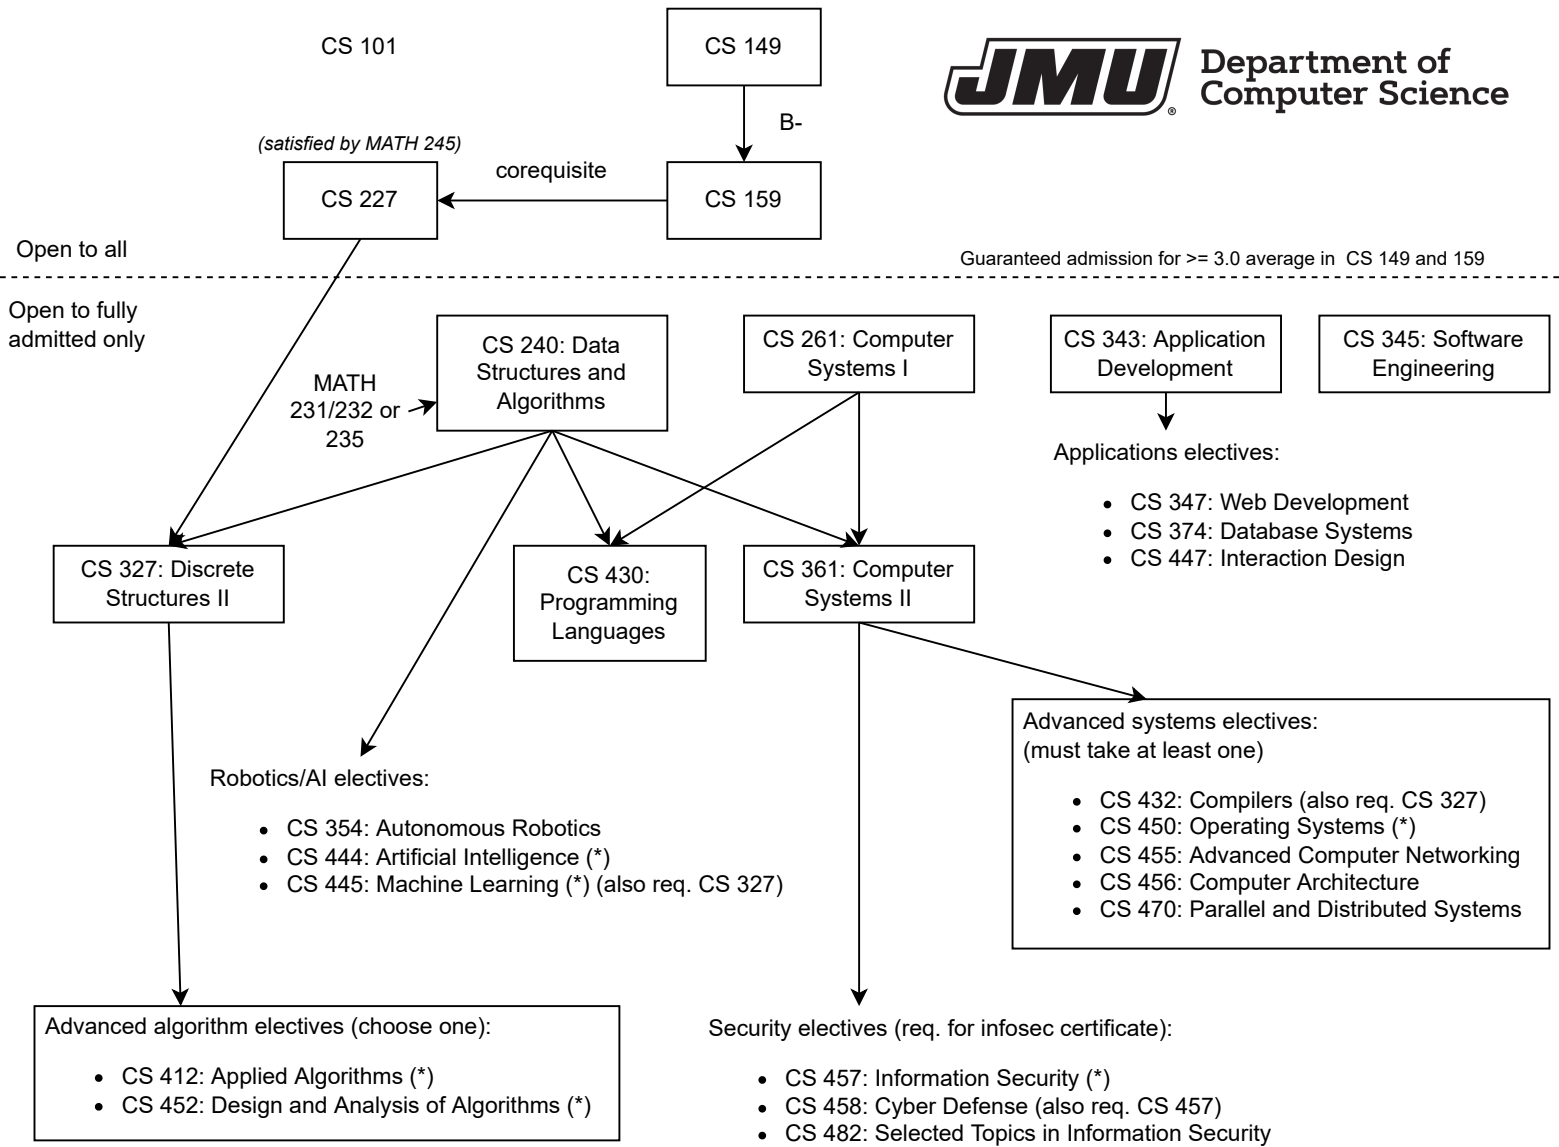 CS 101
CS 149
JMU
®
Department of
Computer Science
B-
(satisfied by MATH 245)
corequisite
CS 227
CS 159
Open to all
Guaranteed admission for >= 3.0 average in CS 149 and 159
Open to fully
admitted only
MATH
231/232 or
235
CS 240: Data
Structures and
Algorithms
CS 261: Computer
Systems I
CS 343: Application
Development
CS 345: Software
Engineering
Applications electives:
• CS 347: Web Development
• CS 374: Database Systems
• CS 447: Interaction Design
CS 327: Discrete
Structures II
CS 430:
Programming
Languages
CS 361: Computer
Systems II
Advanced systems electives:
(must take at least one)
• CS 432: Compilers (also req. CS 327)
• CS 450: Operating Systems (*)
• CS 455: Advanced Computer Networking
• CS 456: Computer Architecture
• CS 470: Parallel and Distributed Systems
Robotics/AI electives:
• CS 354: Autonomous Robotics
• CS 444: Artificial Intelligence (*)
• CS 445: Machine Learning (*) (also req. CS 327)
Advanced algorithm electives (choose one):
• CS 412: Applied Algorithms (*)
• CS 452: Design and Analysis of Algorithms (*)
Security electives (req. for infosec certificate):
• CS 457: Information Security (*)
• CS 458: Cyber Defense (also req. CS 457)
• CS 482: Selected Topics in Information Security